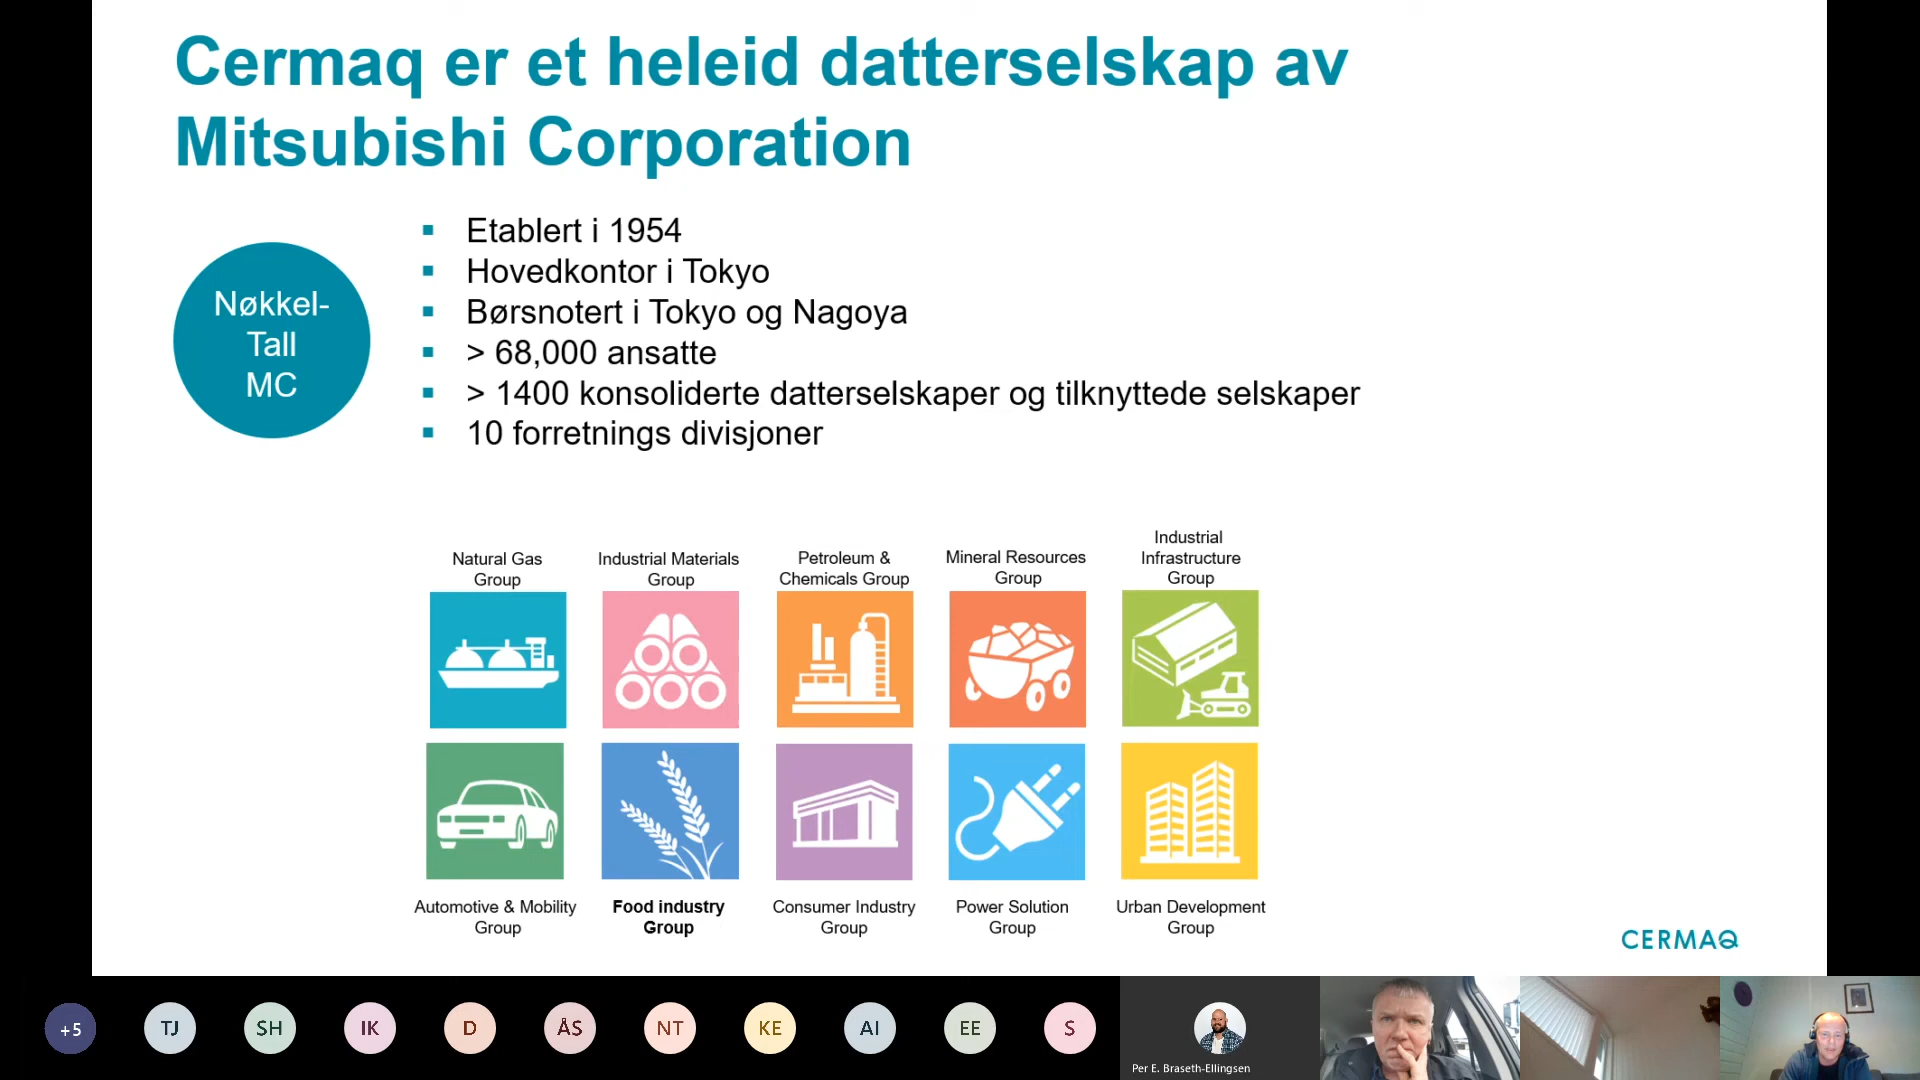 Cermaq er et heleid datterselskap av
Mitsubishi Corporation
Nøkkel-
Tall
MC
Etablert i 1954
Hovedkontor i Tokyo
Børsnotert i Tokyo og Nagoya
> 68,000 ansatte
> 1400 konsoliderte datterselskaper og tilknyttede selskaper
10 forretnings divisjoner
Natural Gas
Group
Industrial Materials
Group
Petroleum &
Chemicals Group
Mineral Resources
Group
Industrial
Infrastructure
Group
Automotive & Mobility
Group
Food industry
Group
Consumer Industry
Group
Power Solution
Group
Urban Development
Group
CERMAQ
+5
TJ
SH
IK
D
ÅS
NT
KE
AI
EE
S
Per E. Braseth-Ellingsen